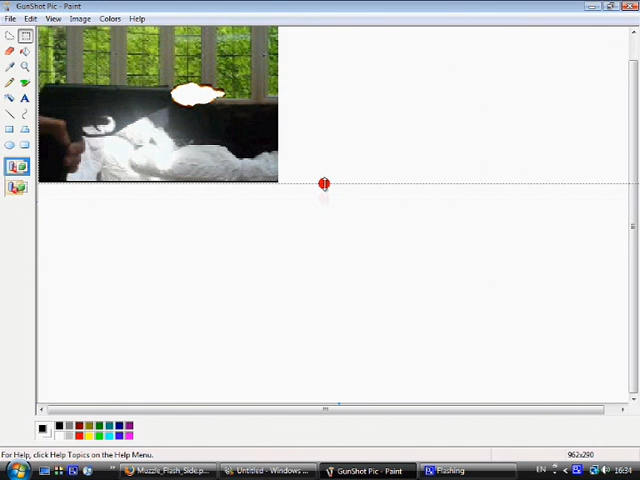 GunShot Pic - Paint
File Edit View Image Colors Help
A
For Help, click Help Topics on the Help Menu.
962x290
Muzzle_Flash_Side.p...
Untitled - Windows ...
GunShot Pic - Paint
Flashing
EN
16:34